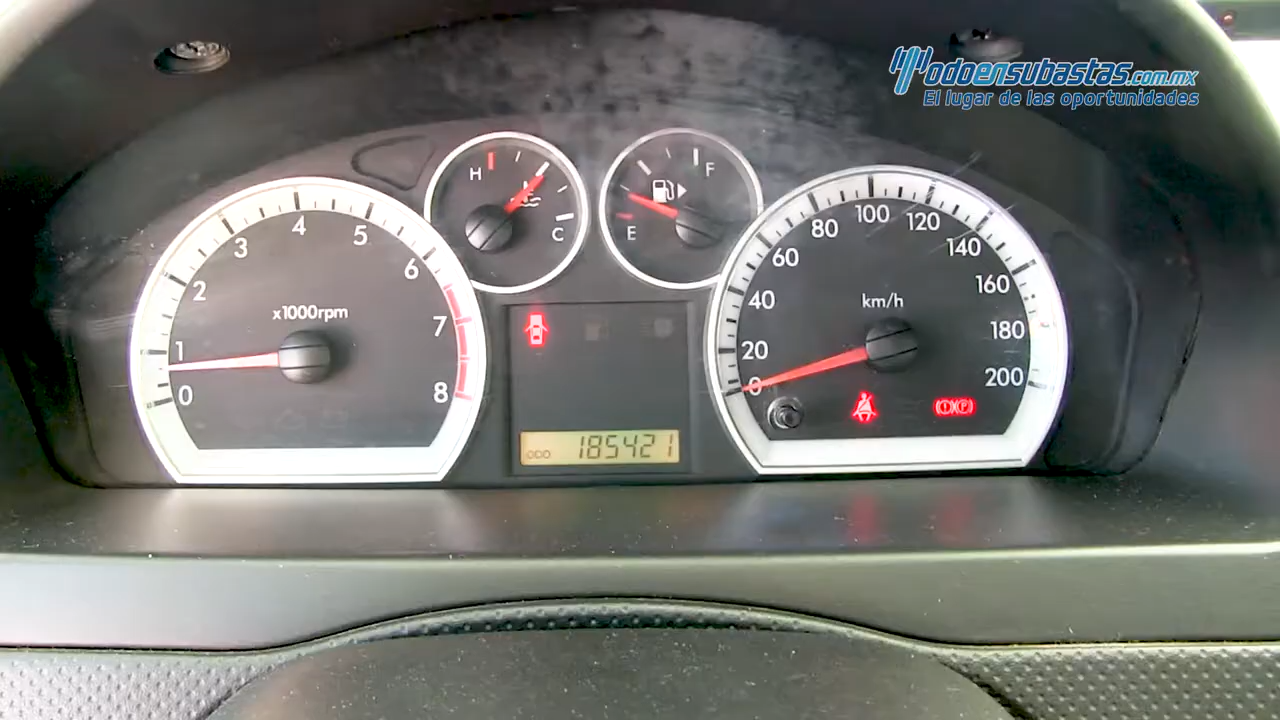 Todoensubastas.com.mx
El lugar de las oportunidades
H
C
F
E
0
1
2
3
4
5
6
7
8
x1000rpm
0
20
40
60
80
100
120
140
160
180
200
km/h
ODO 185421
(!) (P)